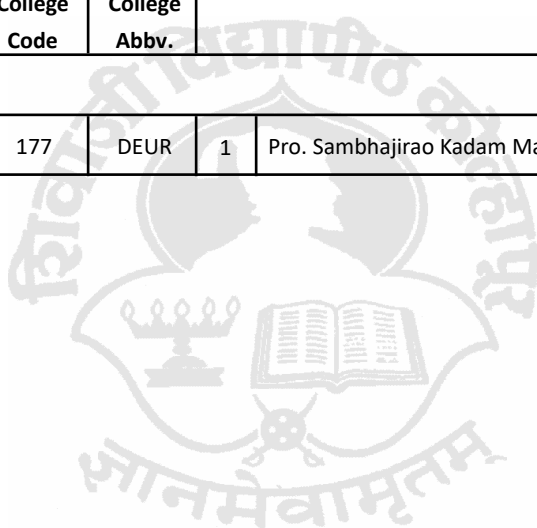 College College
Code Abbv.
177 DEUR 1 Pro. Sambhajirao Kadam Ma
शिवाजी विद्यापीठ कोल्हापूर
ज्ञानमेवामृतम्